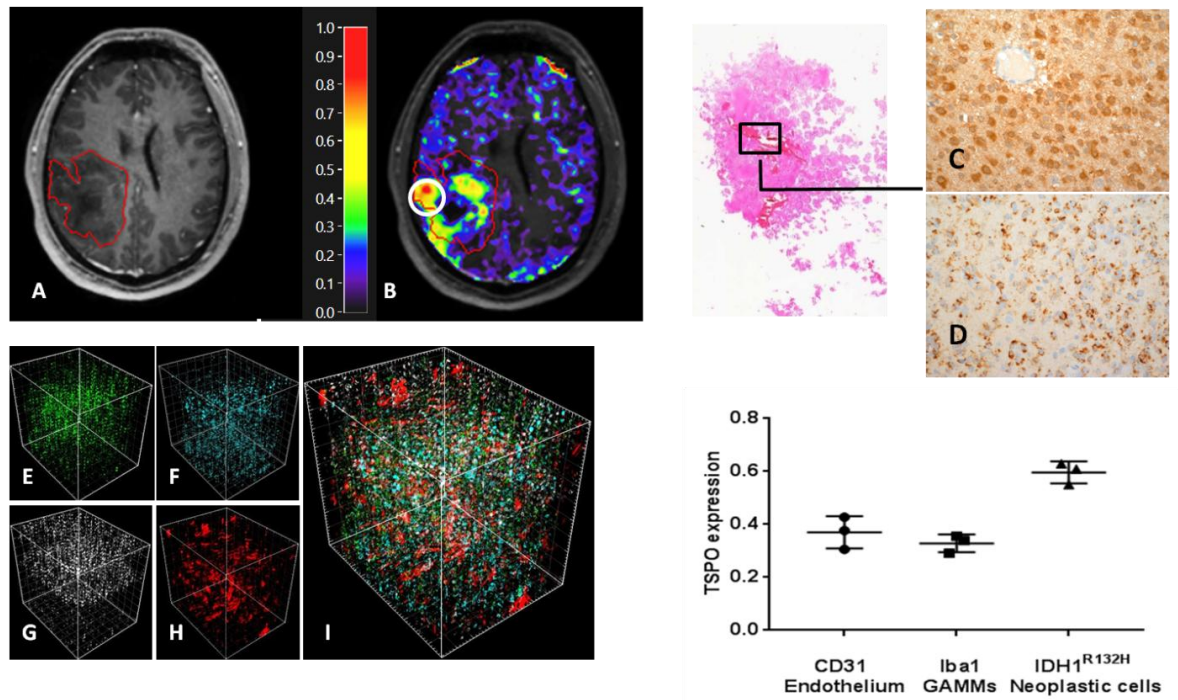 A
1.0
0.9
0.8
0.7
0.6
0.5
0.4
0.3
0.2
0.1
0.0
B
C
D
E
F
G
H
I
TSPO expression
0.8
0.6
0.4
0.2
0.0
CD31
Endothelium
Iba1
GAMMs
IDH1R132H
Neoplastic cells